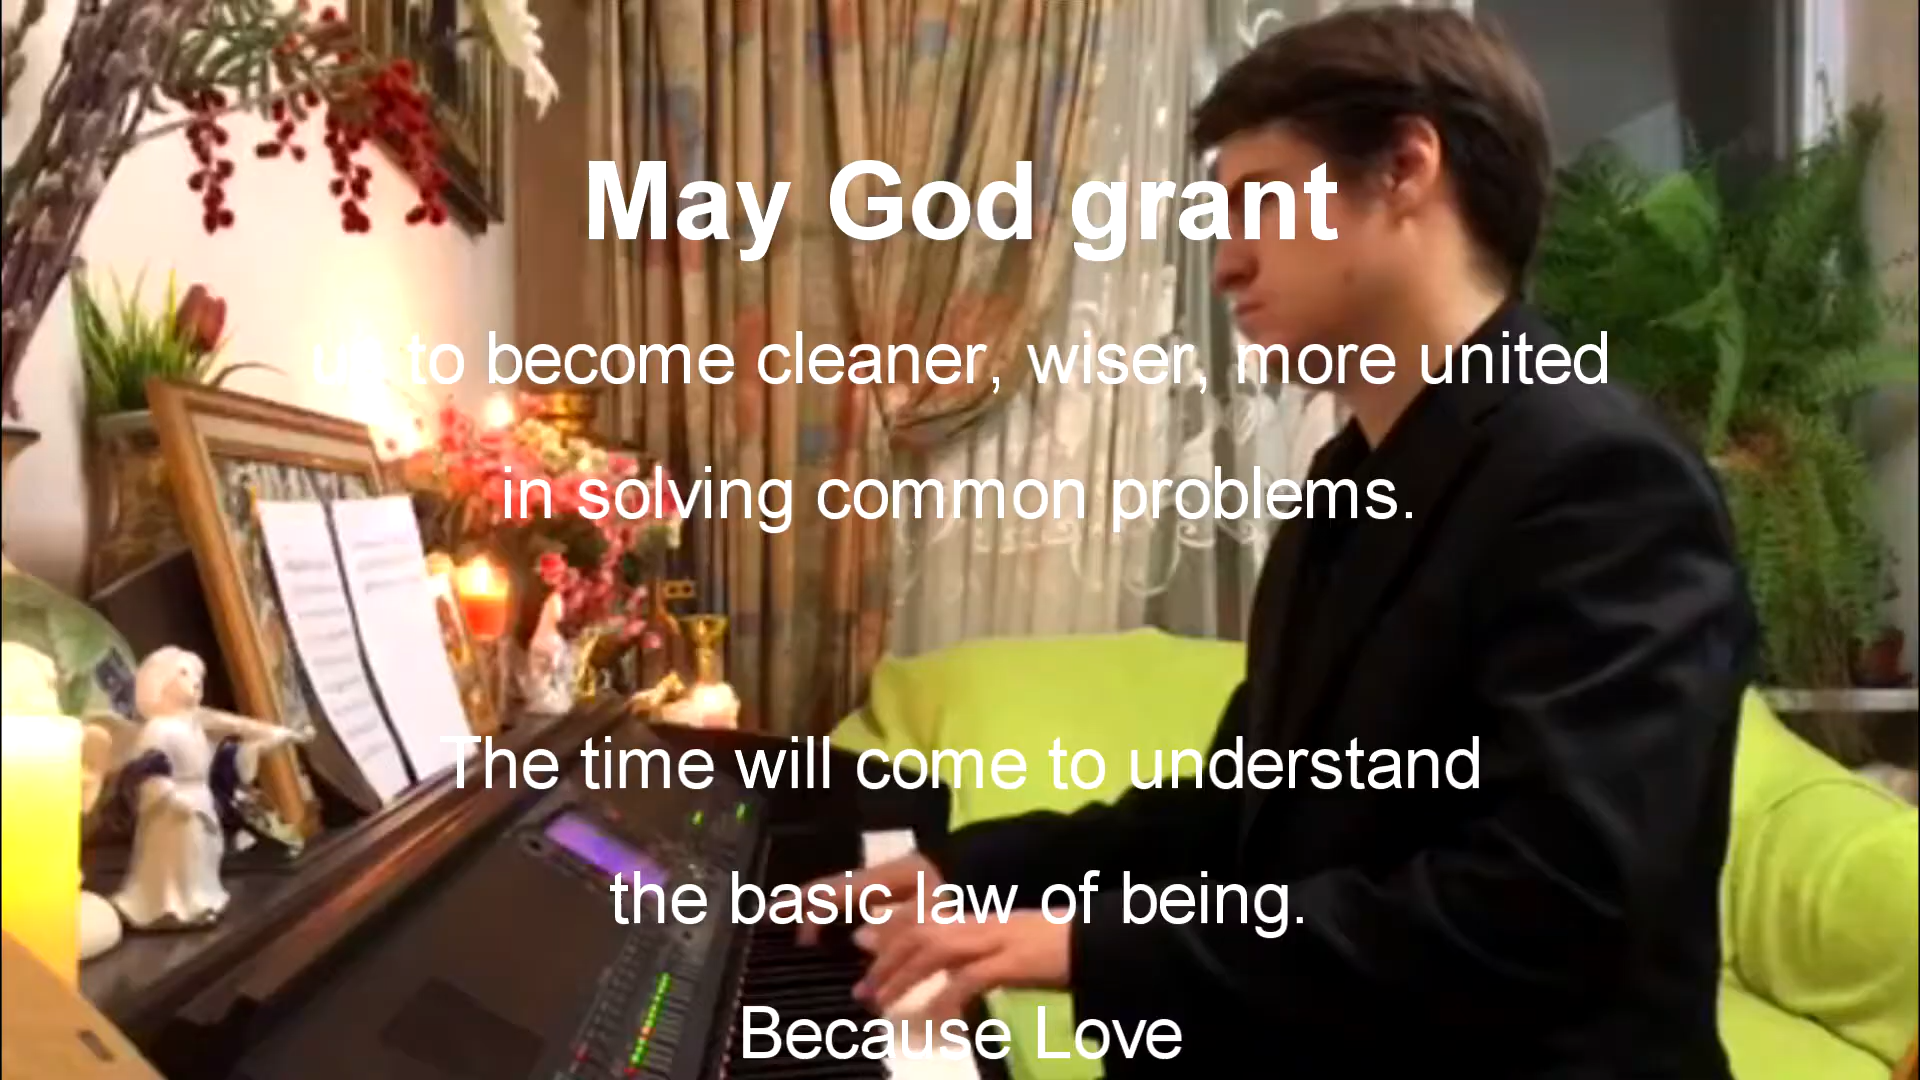 May God grant
us to become cleaner, wiser, more united
in solving common problems.
The time will come to understand
the basic law of being.
Because Love